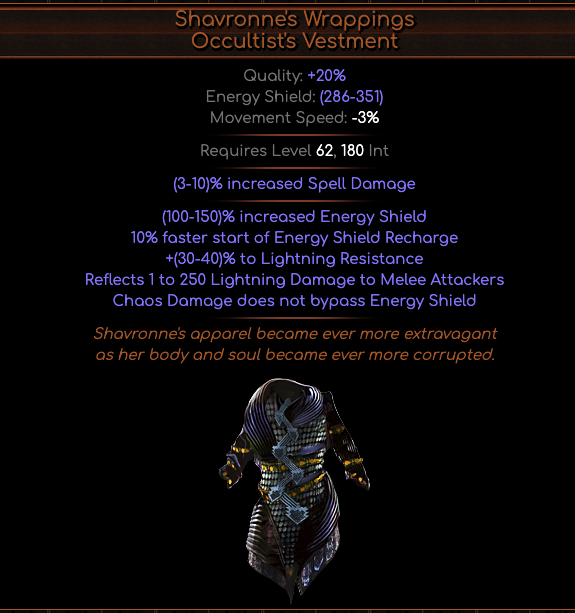 Shavronne's Wrappings
Occultist's Vestment
Quality: +20%
Energy Shield: (286-351)
Movement Speed: -3%
Requires Level 62, 180 Int
(3-10)% increased Spell Damage
(100-150)% increased Energy Shield
10% faster start of Energy Shield Recharge
+(30-40)% to Lightning Resistance
Reflects 1 to 250 Lightning Damage to Melee Attackers
Chaos Damage does not bypass Energy Shield
Shavronne's apparel became ever more extravagant
as her body and soul became ever more corrupted.